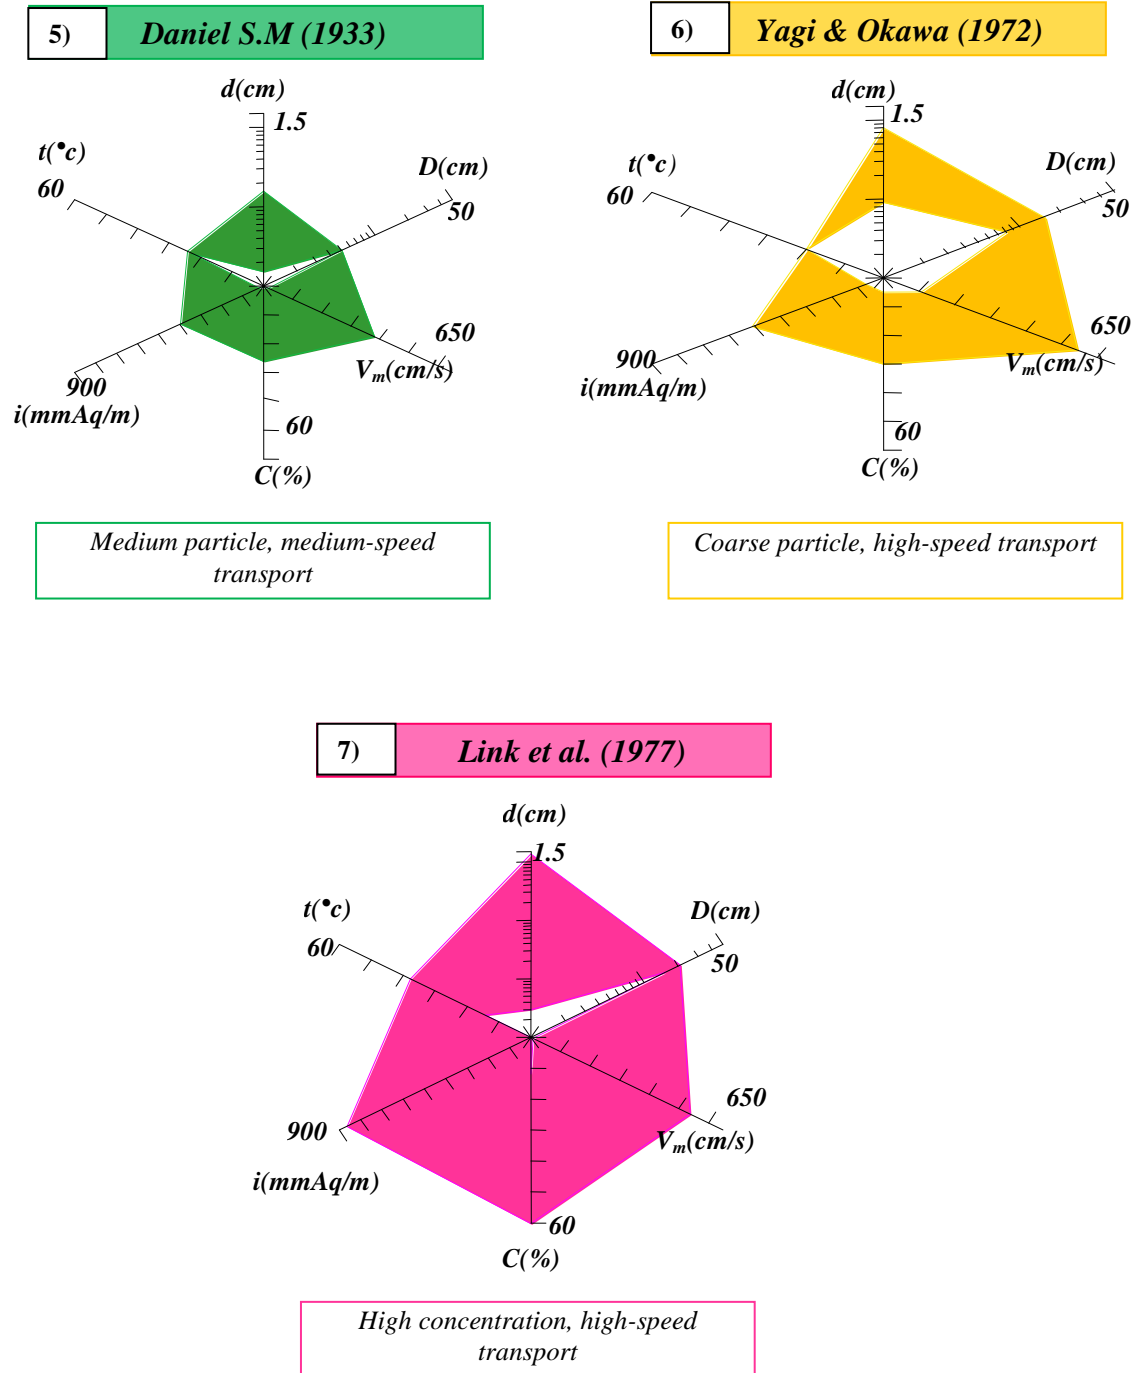 5)
Daniel S.M (1933)
d(cm)
1.5
D(cm)
50
650
Vm(cm/s)
60
C(%)
900
i(mmAq/m)
t(°c)
60
Medium particle, medium-speed
transport
6)
Yagi & Okawa (1972)
d(cm)
1.5
D(cm)
50
650
Vm(cm/s)
60
C(%)
900
i(mmAq/m)
t(°c)
60
Coarse particle, high-speed transport
7)
Link et al. (1977)
d(cm)
1.5
D(cm)
50
650
Vm(cm/s)
60
C(%)
900
i(mmAq/m)
t(°c)
60
High concentration, high-speed
transport